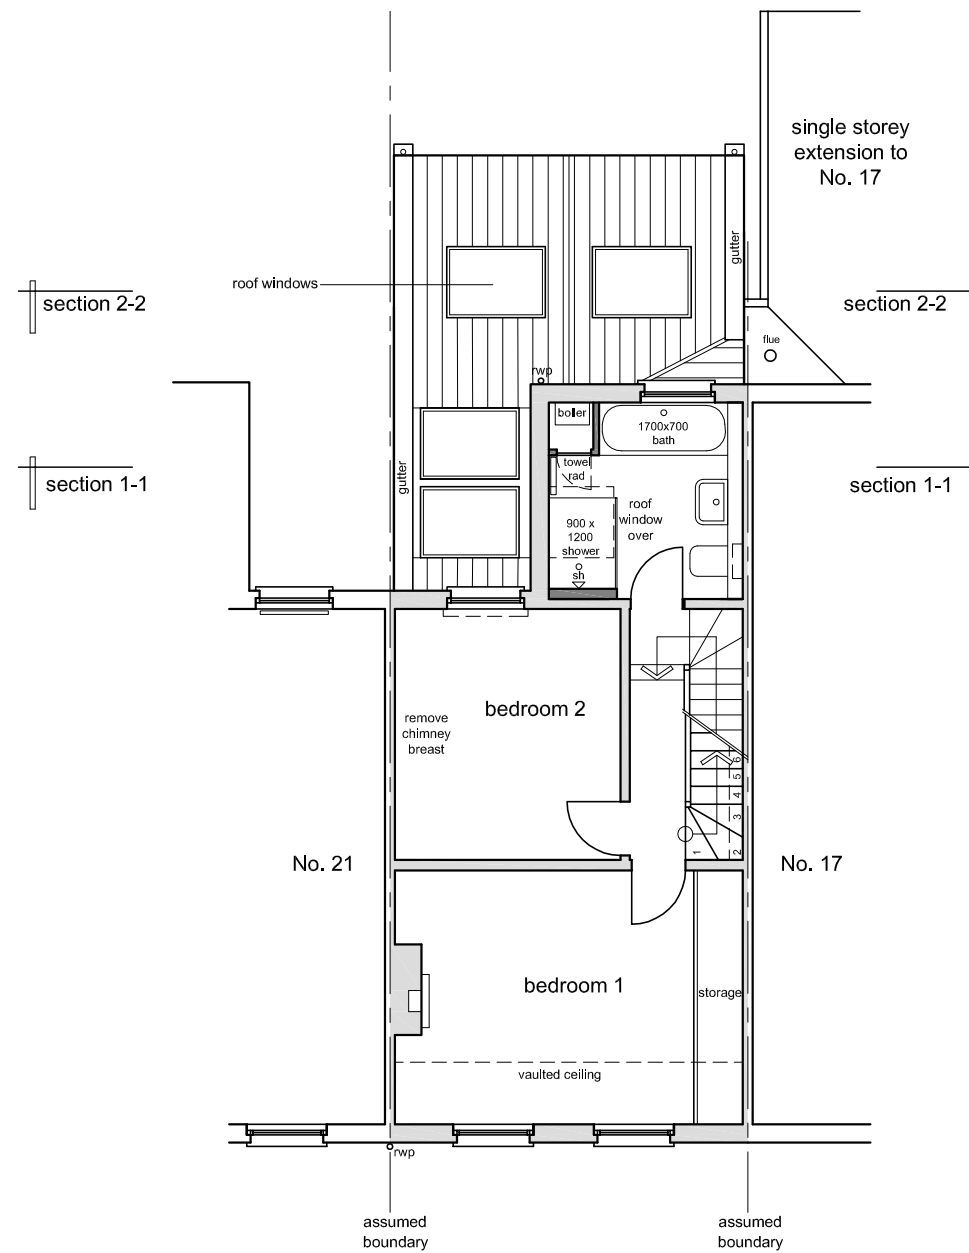 single storey
extension to
No. 17
gutter
roof windows
section 2-2
section 2-2
flue
rwp
boiler
1700x700
bath
towel
rad
gutter
section 1-1
section 1-1
roof
window
over
900 x
1200
shower
sh
bedroom 2
remove
chimney
breast
6
5
4
3
2
1
No. 21
No. 17
bedroom 1
storage
vaulted ceiling
rwp
assumed
boundary
assumed
boundary